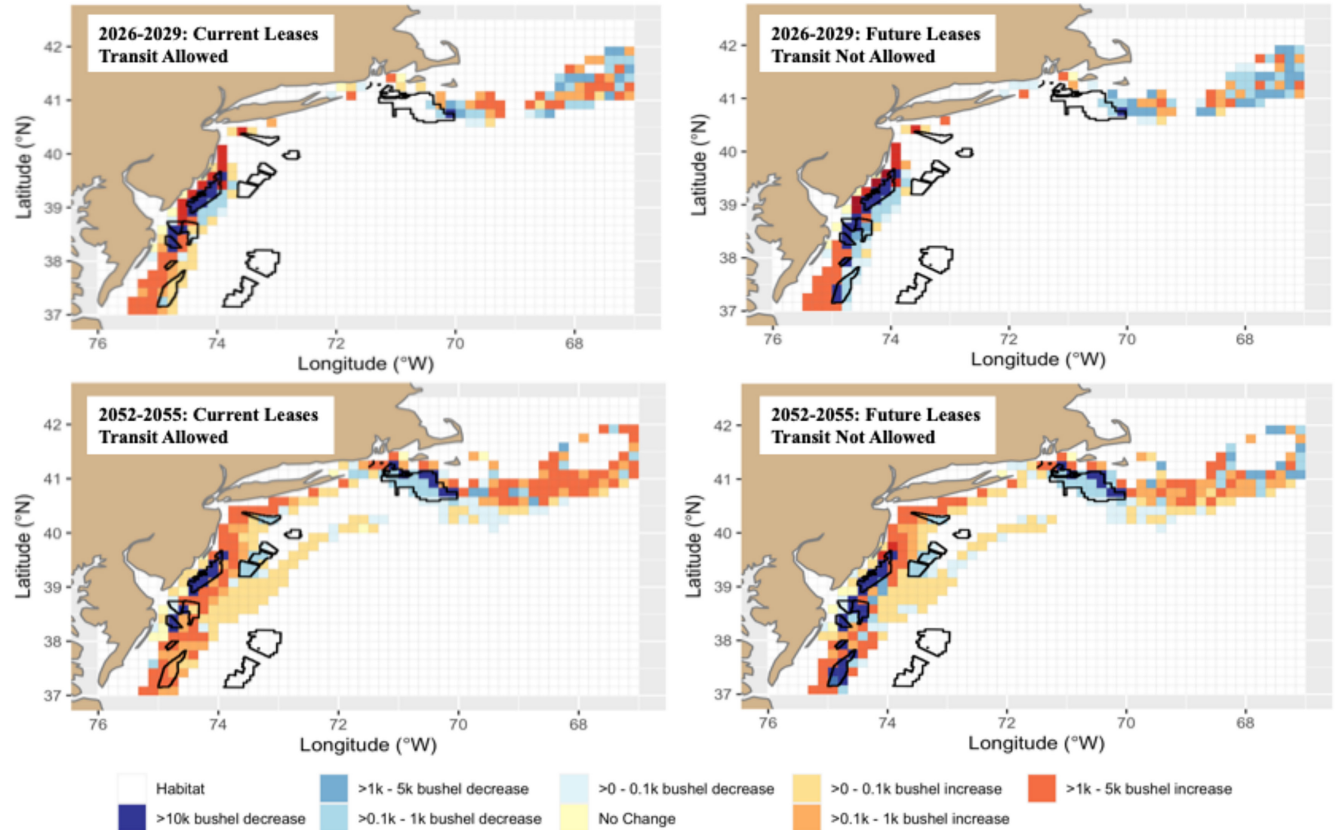 2026-2029: Current Leases
Transit Allowed
42
41
40
39
38
37
Latitude (°N)
76
74
72
70
68
Longitude (°W)
2026-2029: Future Leases
Transit Not Allowed
42
41
40
39
38
37
Latitude (°N)
76
74
72
70
68
Longitude (°W)
2052-2055: Current Leases
Transit Allowed
42
41
40
39
38
37
Latitude (°N)
76
74
72
70
68
Longitude (°W)
2052-2055: Future Leases
Transit Not Allowed
42
41
40
39
38
37
Latitude (°N)
76
74
72
70
68
Longitude (°W)
Habitat
>1k - 5k bushel decrease
>0 - 0.1k bushel decrease
>0 - 0.1k bushel increase
>1k - 5k bushel increase
>10k bushel decrease
>0.1k - 1k bushel decrease
No Change
>0.1k - 1k bushel increase